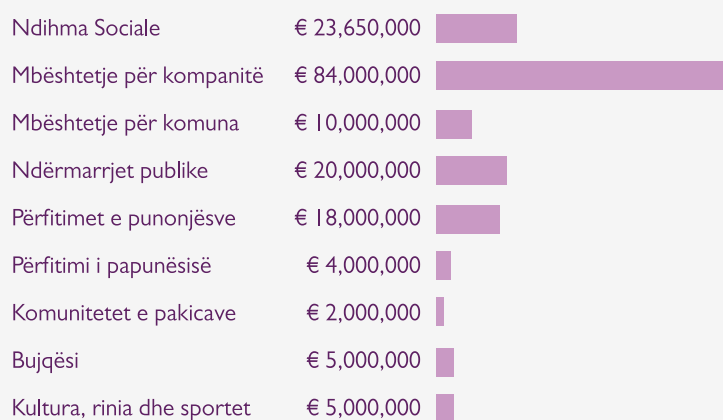 Ndihma Sociale € 23,650,000
Mbështetje për kompanitë € 84,000,000
Mbështetje për komuna € 10,000,000
Ndërmarrjet publike € 20,000,000
Përfitimet e punonjësve € 18,000,000
Përfitimi i papunësisë € 4,000,000
Komunitetet e pakicave € 2,000,000
Bujqësi € 5,000,000
Kultura, rinia dhe sportet € 5,000,000